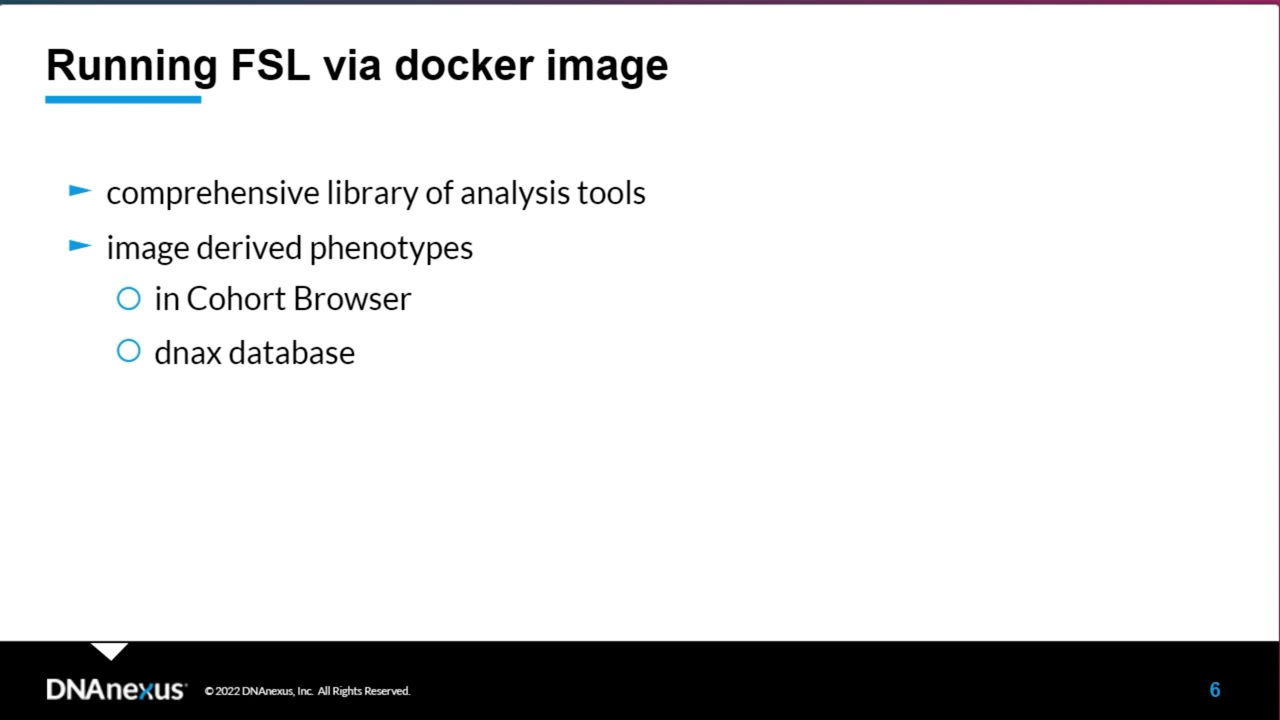 Running FSL via docker image
comprehensive library of analysis tools
image derived phenotypes
in Cohort Browser
dnax database
DNAnexus
© 2022 DNAnexus, Inc. All Rights Reserved.
6